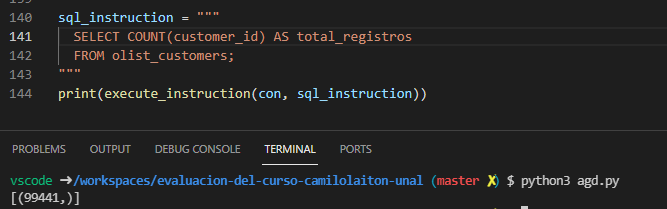 140 sql_instruction = """
141 SELECT COUNT(customer_id) AS total_registros
142 FROM olist_customers;
143 """
144 print(execute_instruction(con, sql_instruction))
PROBLEMS OUTPUT DEBUG CONSOLE TERMINAL PORTS
vscode ➜/workspaces/evaluacion-del-curso-camilolaiton-unal (master ✗) $ python3 agd.py
[(99441,)]